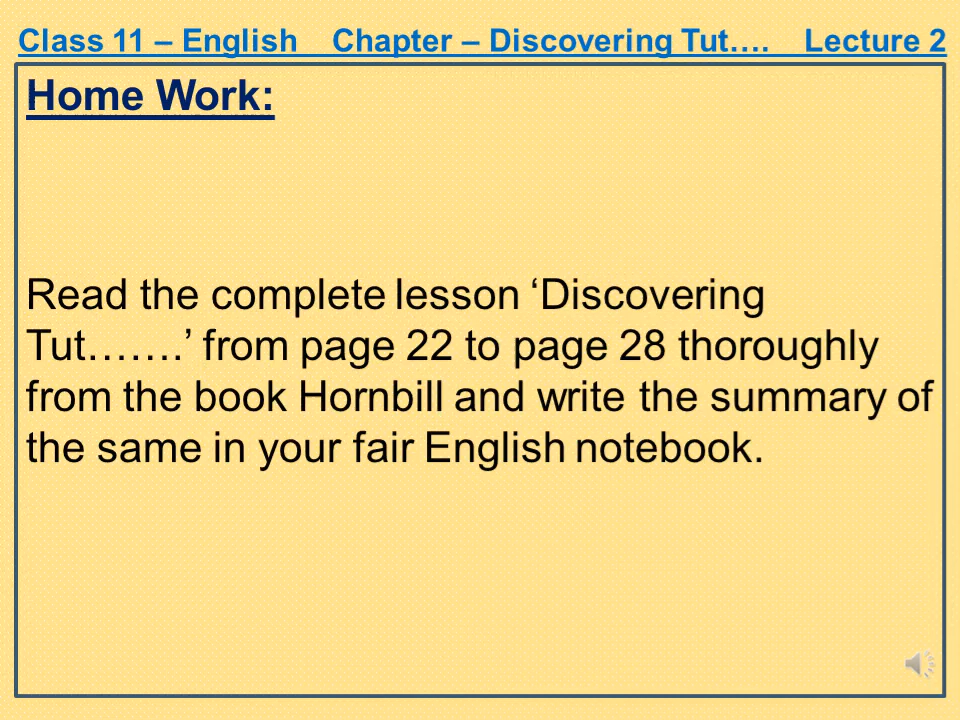 Class 11 – English    Chapter – Discovering Tut….    Lecture 2
Home Work:
Read the complete lesson ‘Discovering
Tut…….’ from page 22 to page 28 thoroughly
from the book Hornbill and write the summary of
the same in your fair English notebook.